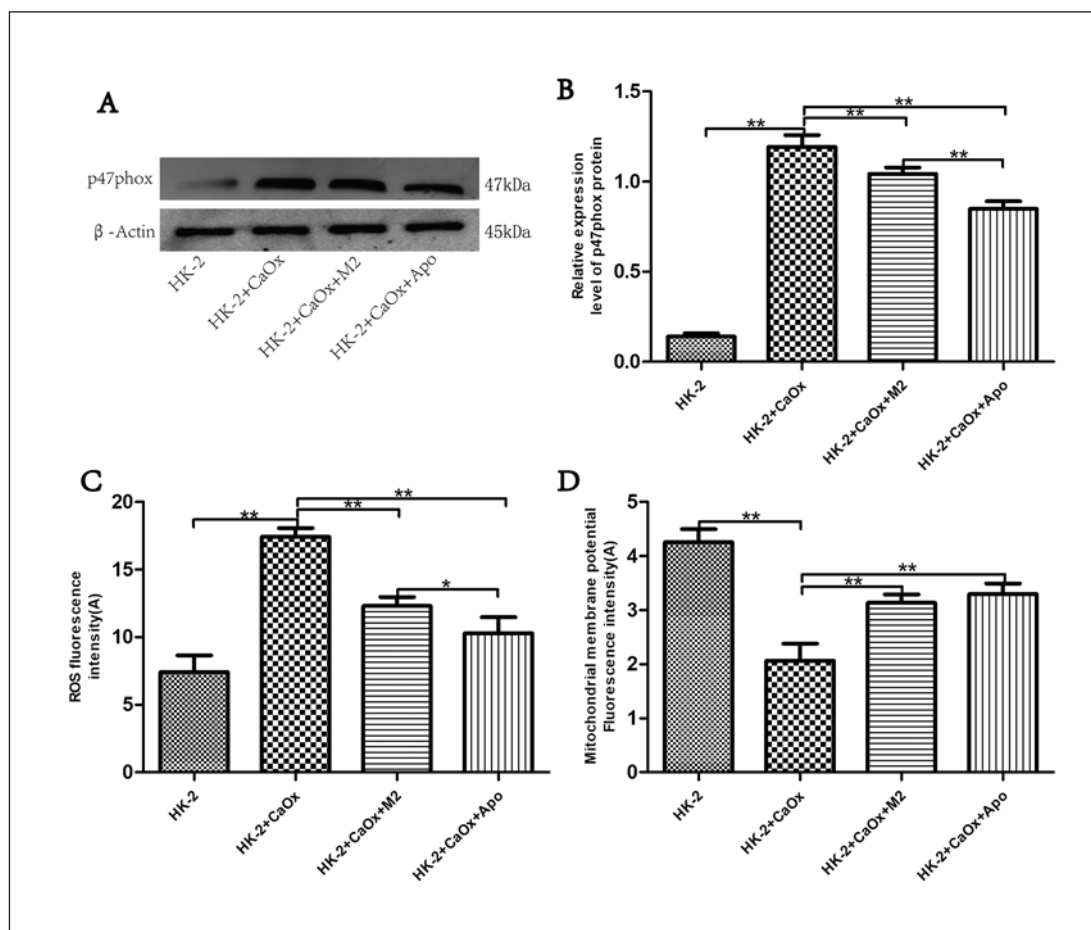 A
p47phox
47kDa
β-Actin
45kDa
HK-2
HK-2+CaOx
HK-2+CaOx+M2
HK-2+CaOx+Apo
B
Relative expression
level of p47phox protein
1.5
1.0
0.5
0.0
**
**
**
**
HK-2
HK-2+CaOx
HK-2+CaOx+M2
HK-2+CaOx+Apo
C
ROS fluorescence
intensity(A)
20
15
10
5
0
**
**
**
*
HK-2
HK-2+CaOx
HK-2+CaOx+M2
HK-2+CaOx+Apo
D
Mitochondrial membrane potential
Fluorescence intensity(A)
5
4
3
2
1
0
**
**
**
HK-2
HK-2+CaOx
HK-2+CaOx+M2
HK-2+CaOx+Apo